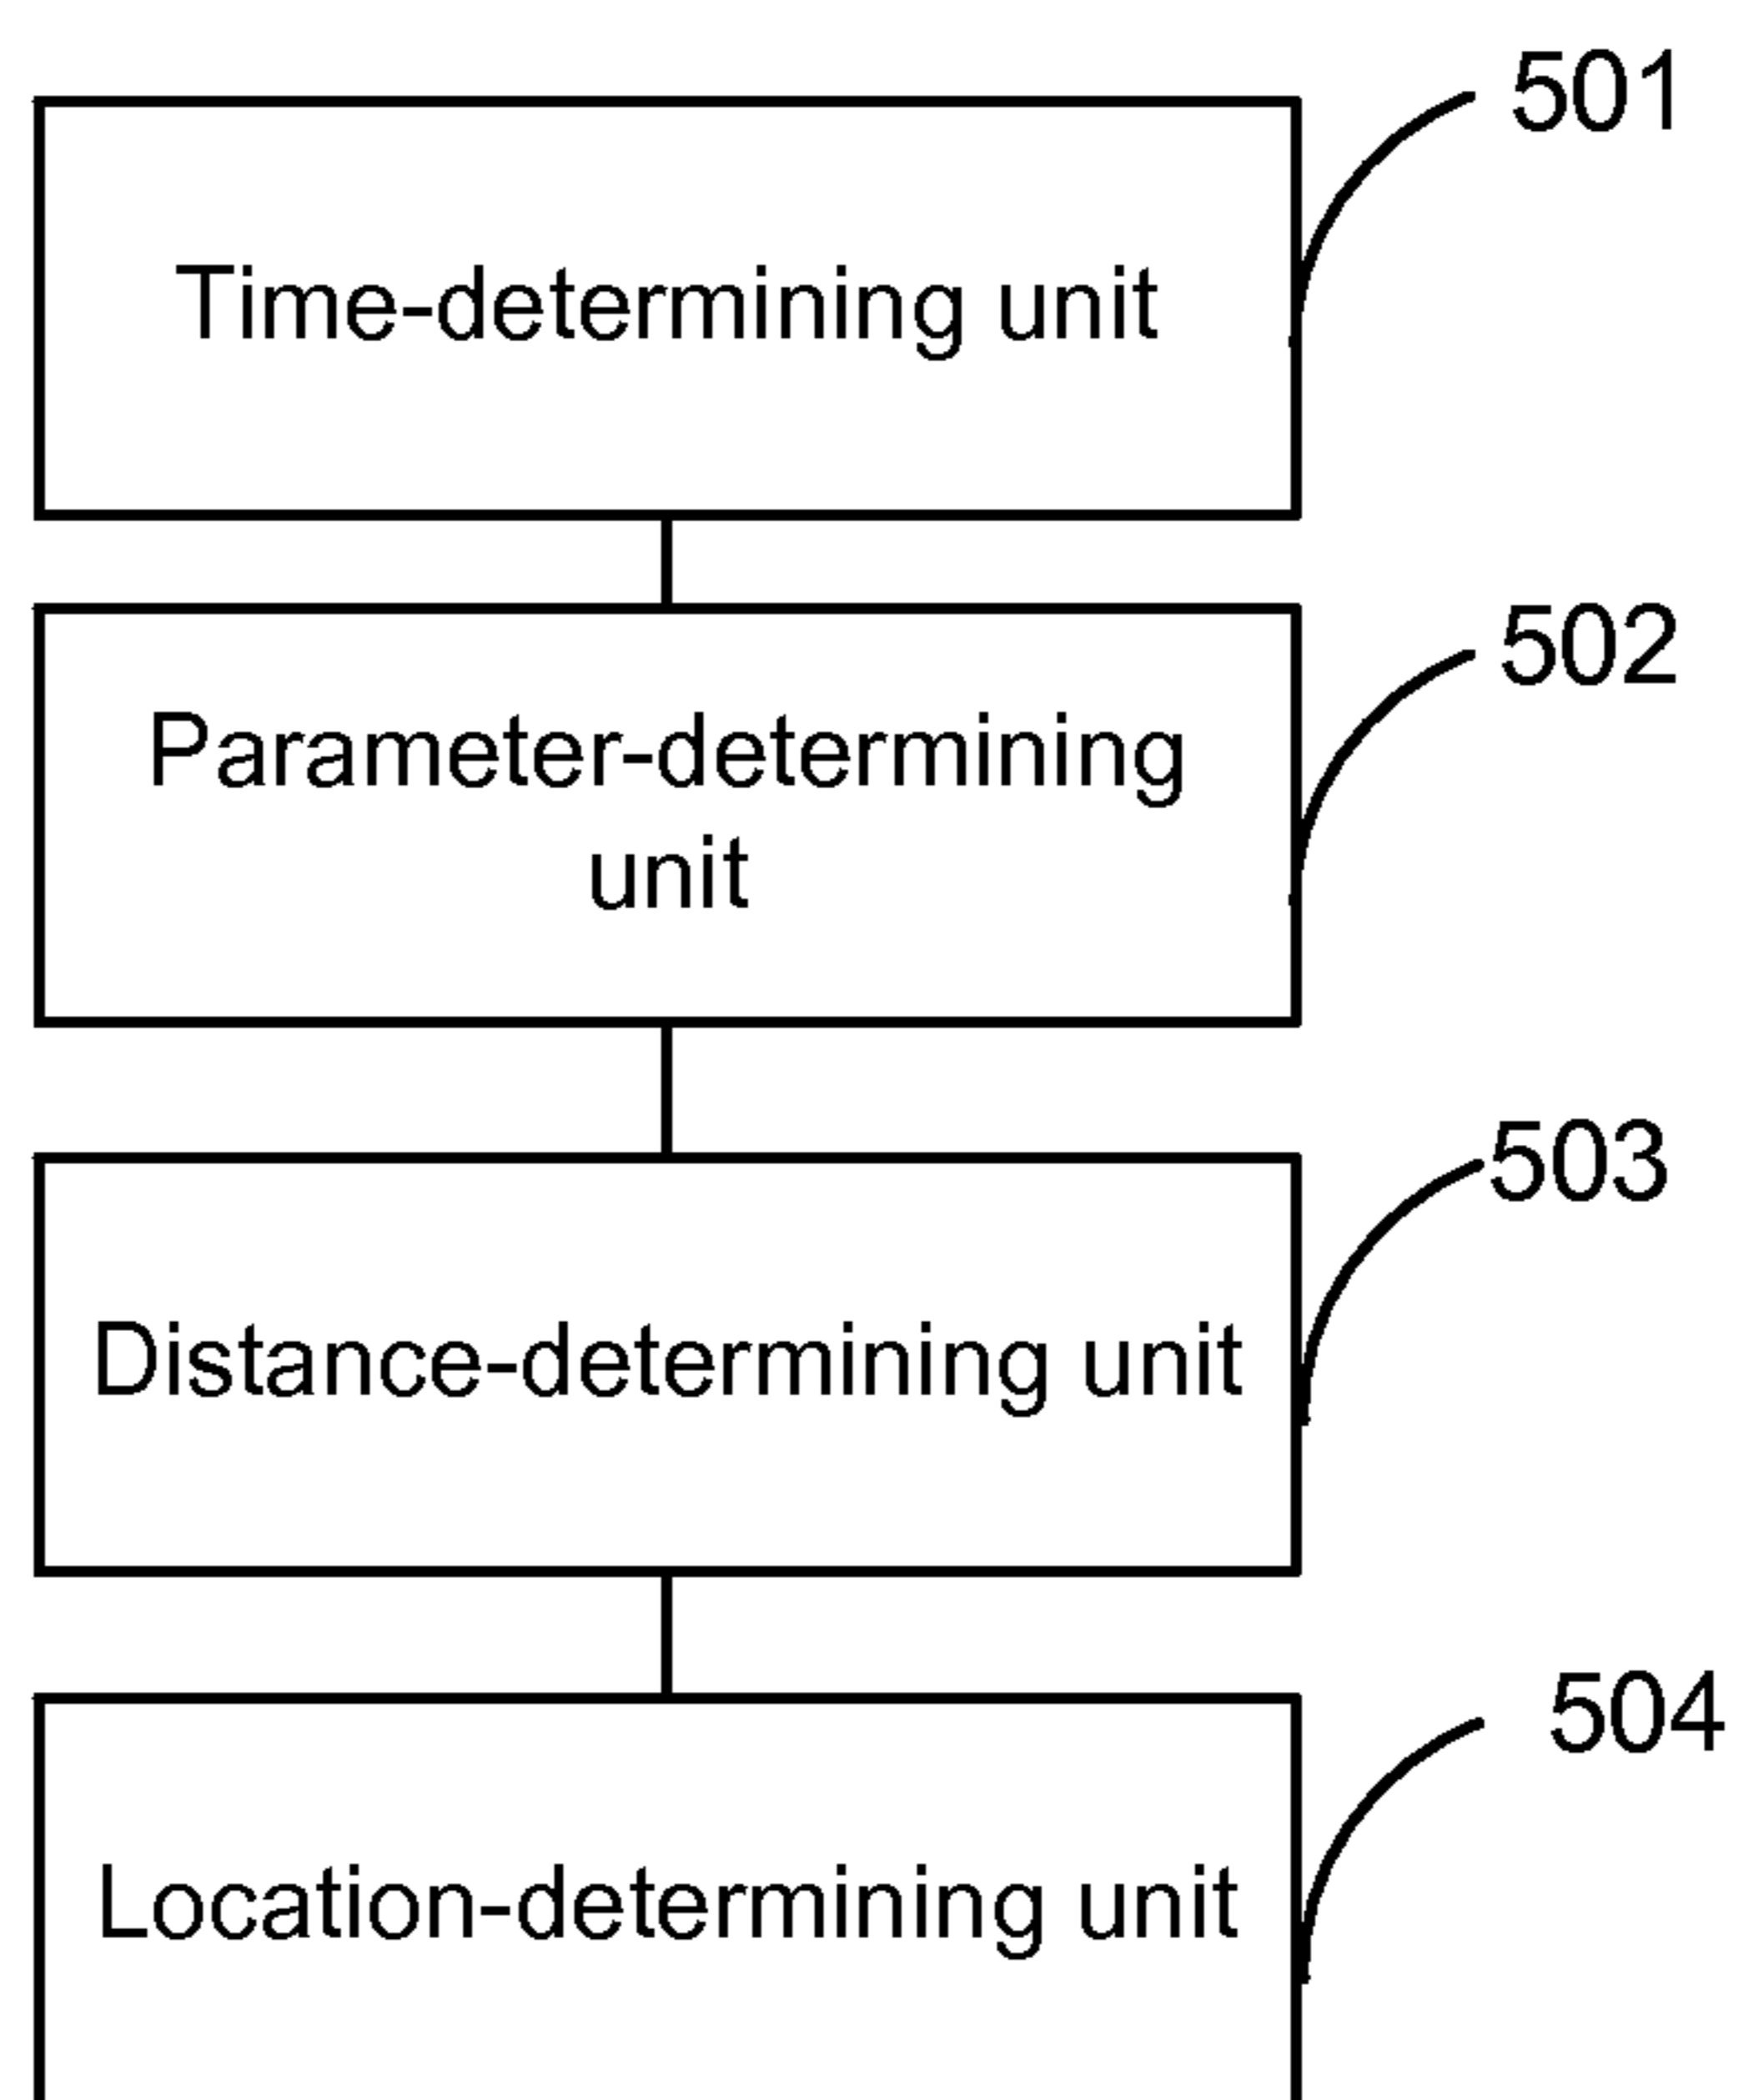 501
Time-determining unit
502
Parameter-determining
unit
503
Distance-determining unit
504
Location-determining unit